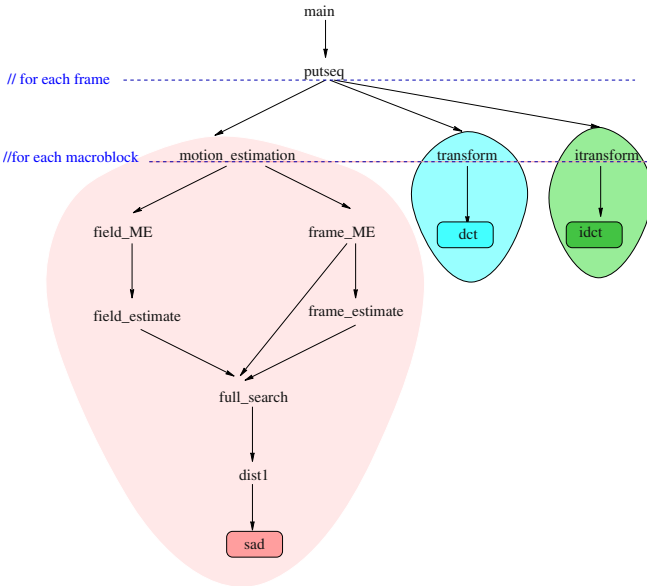 main
putseq
// for each frame
//for each macroblock
motion_estimation
transform
itransform
field_ME
frame_ME
dct
idct
field_estimate
frame_estimate
full_search
dist1
sad